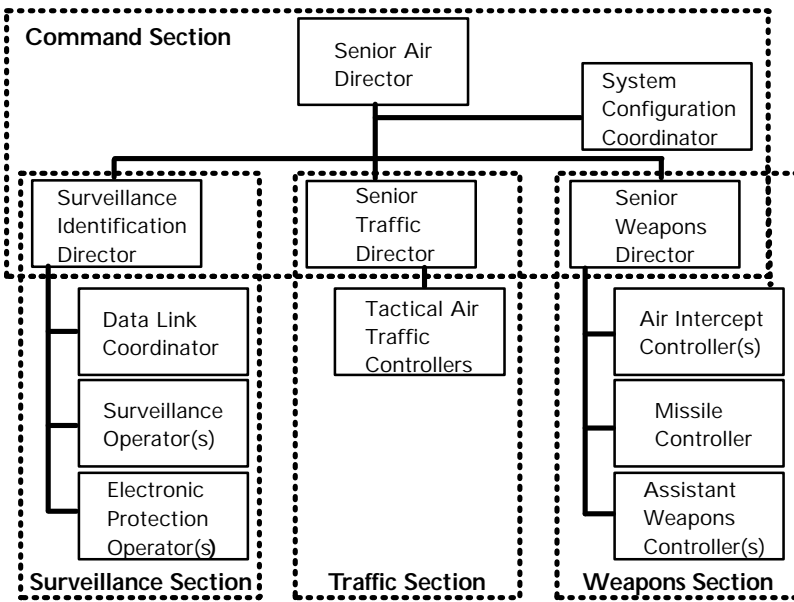 Command Section
Senior Air
Director
System
Configuration
Coordinator
Surveillance
Identification
Director
Senior
Traffic
Director
Senior
Weapons
Director
Data Link
Coordinator
Tactical Air
Traffic
Controllers
Air Intercept
Controller(s)
Surveillance
Operator(s)
Missile
Controller
Electronic
Protection
Operator(s)
Assistant
Weapons
Controller(s)
Surveillance Section
Traffic Section
Weapons Section